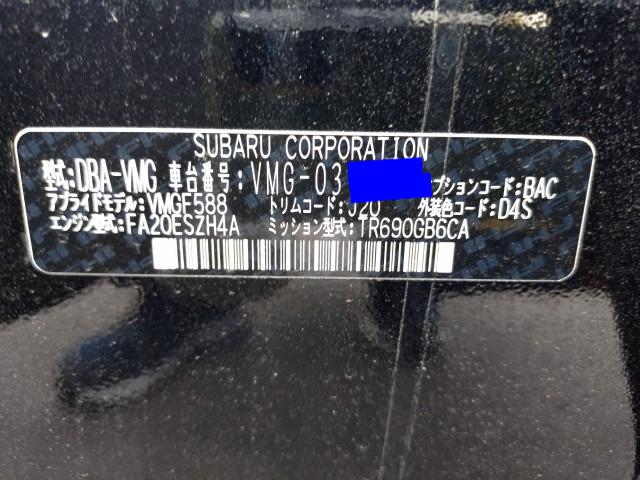 SUBARU CORPORATION
型式:DBA-VMG 車台番号:VMG-03 プションコード:BAC
アプライドモデル:VMGF588 トリムコード:J20 外装色コード:D4S
エンジン型式:FA20ESZH4A ミッション型式:TR690GB6CA